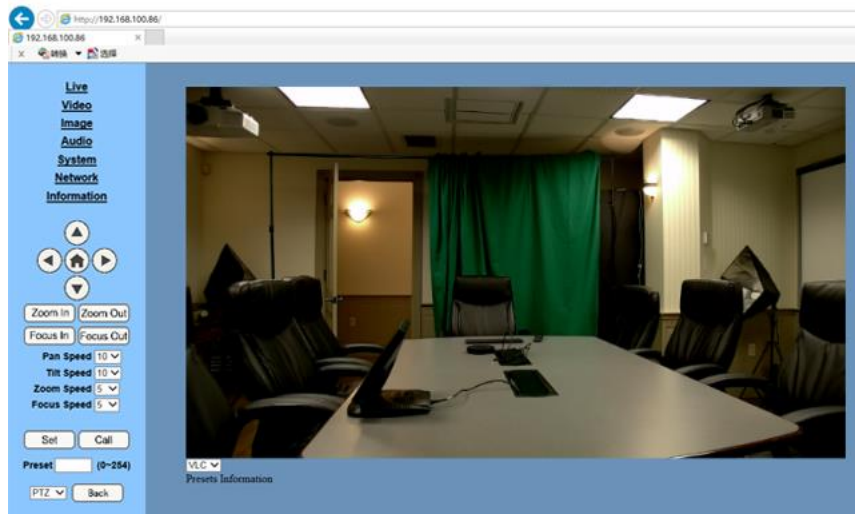 http://192.168.100.86/
192.168.100.86 ×
x 轉換 选择
Live
Video
Image
Audio
System
Network
Information
Zoom In Zoom Out
Focus In Focus Out
Pan Speed 10
Tilt Speed 10
Zoom Speed 5
Focus Speed 5
Set Call
Preset (0~254)
PTZ Back
VLC
Presets Information